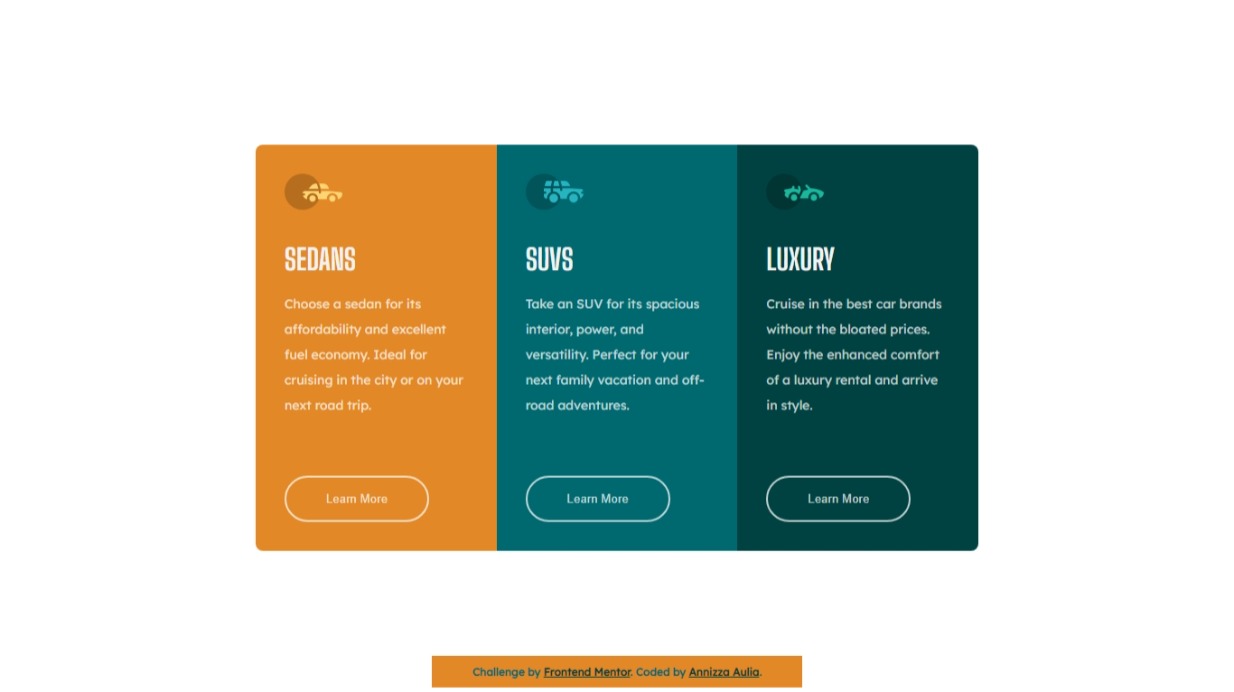 SEDANS
Choose a sedan for its
affordability and excellent
fuel economy. Ideal for
cruising in the city or on your
next road trip.
Learn More
SUVS
Take an SUV for its spacious
interior, power, and
versatility. Perfect for your
next family vacation and off-
road adventures.
Learn More
LUXURY
Cruise in the best car brands
without the bloated prices.
Enjoy the enhanced comfort
of a luxury rental and arrive
in style.
Learn More
Challenge by Frontend Mentor. Coded by Annizza Aulia.